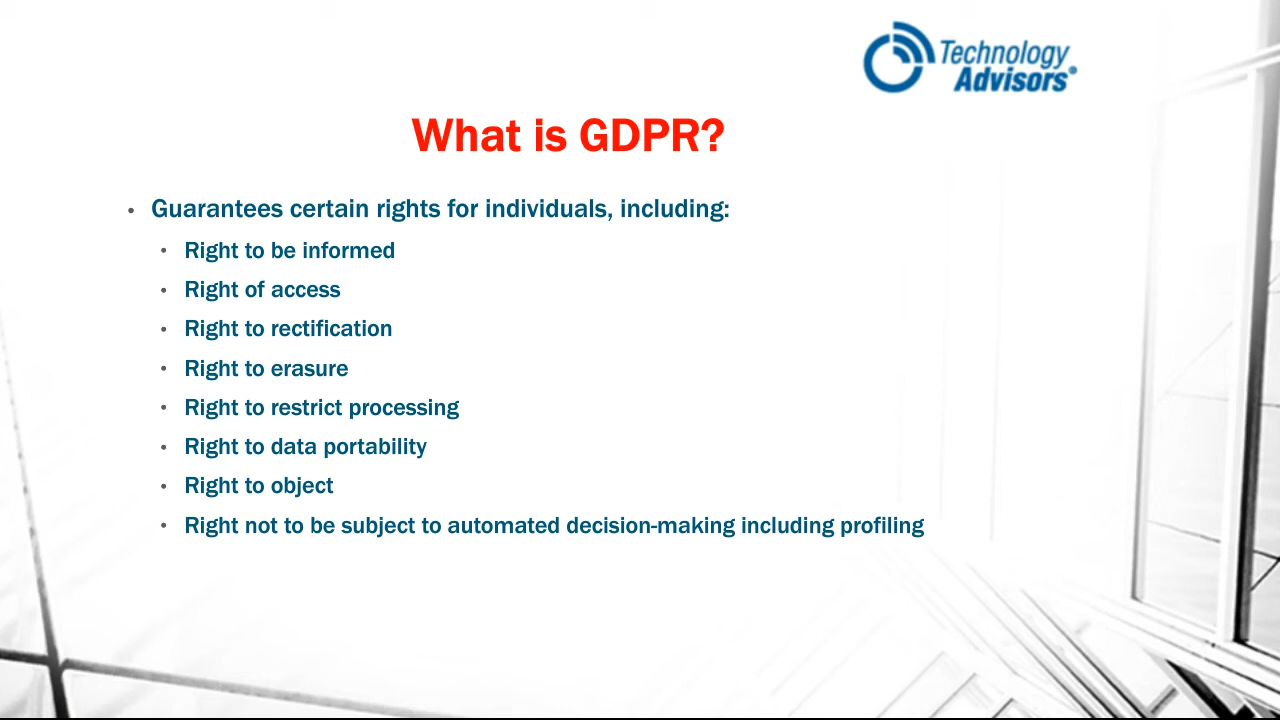 Technology
Advisors®
What is GDPR?
• Guarantees certain rights for individuals, including:
• Right to be informed
• Right of access
• Right to rectification
• Right to erasure
• Right to restrict processing
• Right to data portability
• Right to object
• Right not to be subject to automated decision-making including profiling